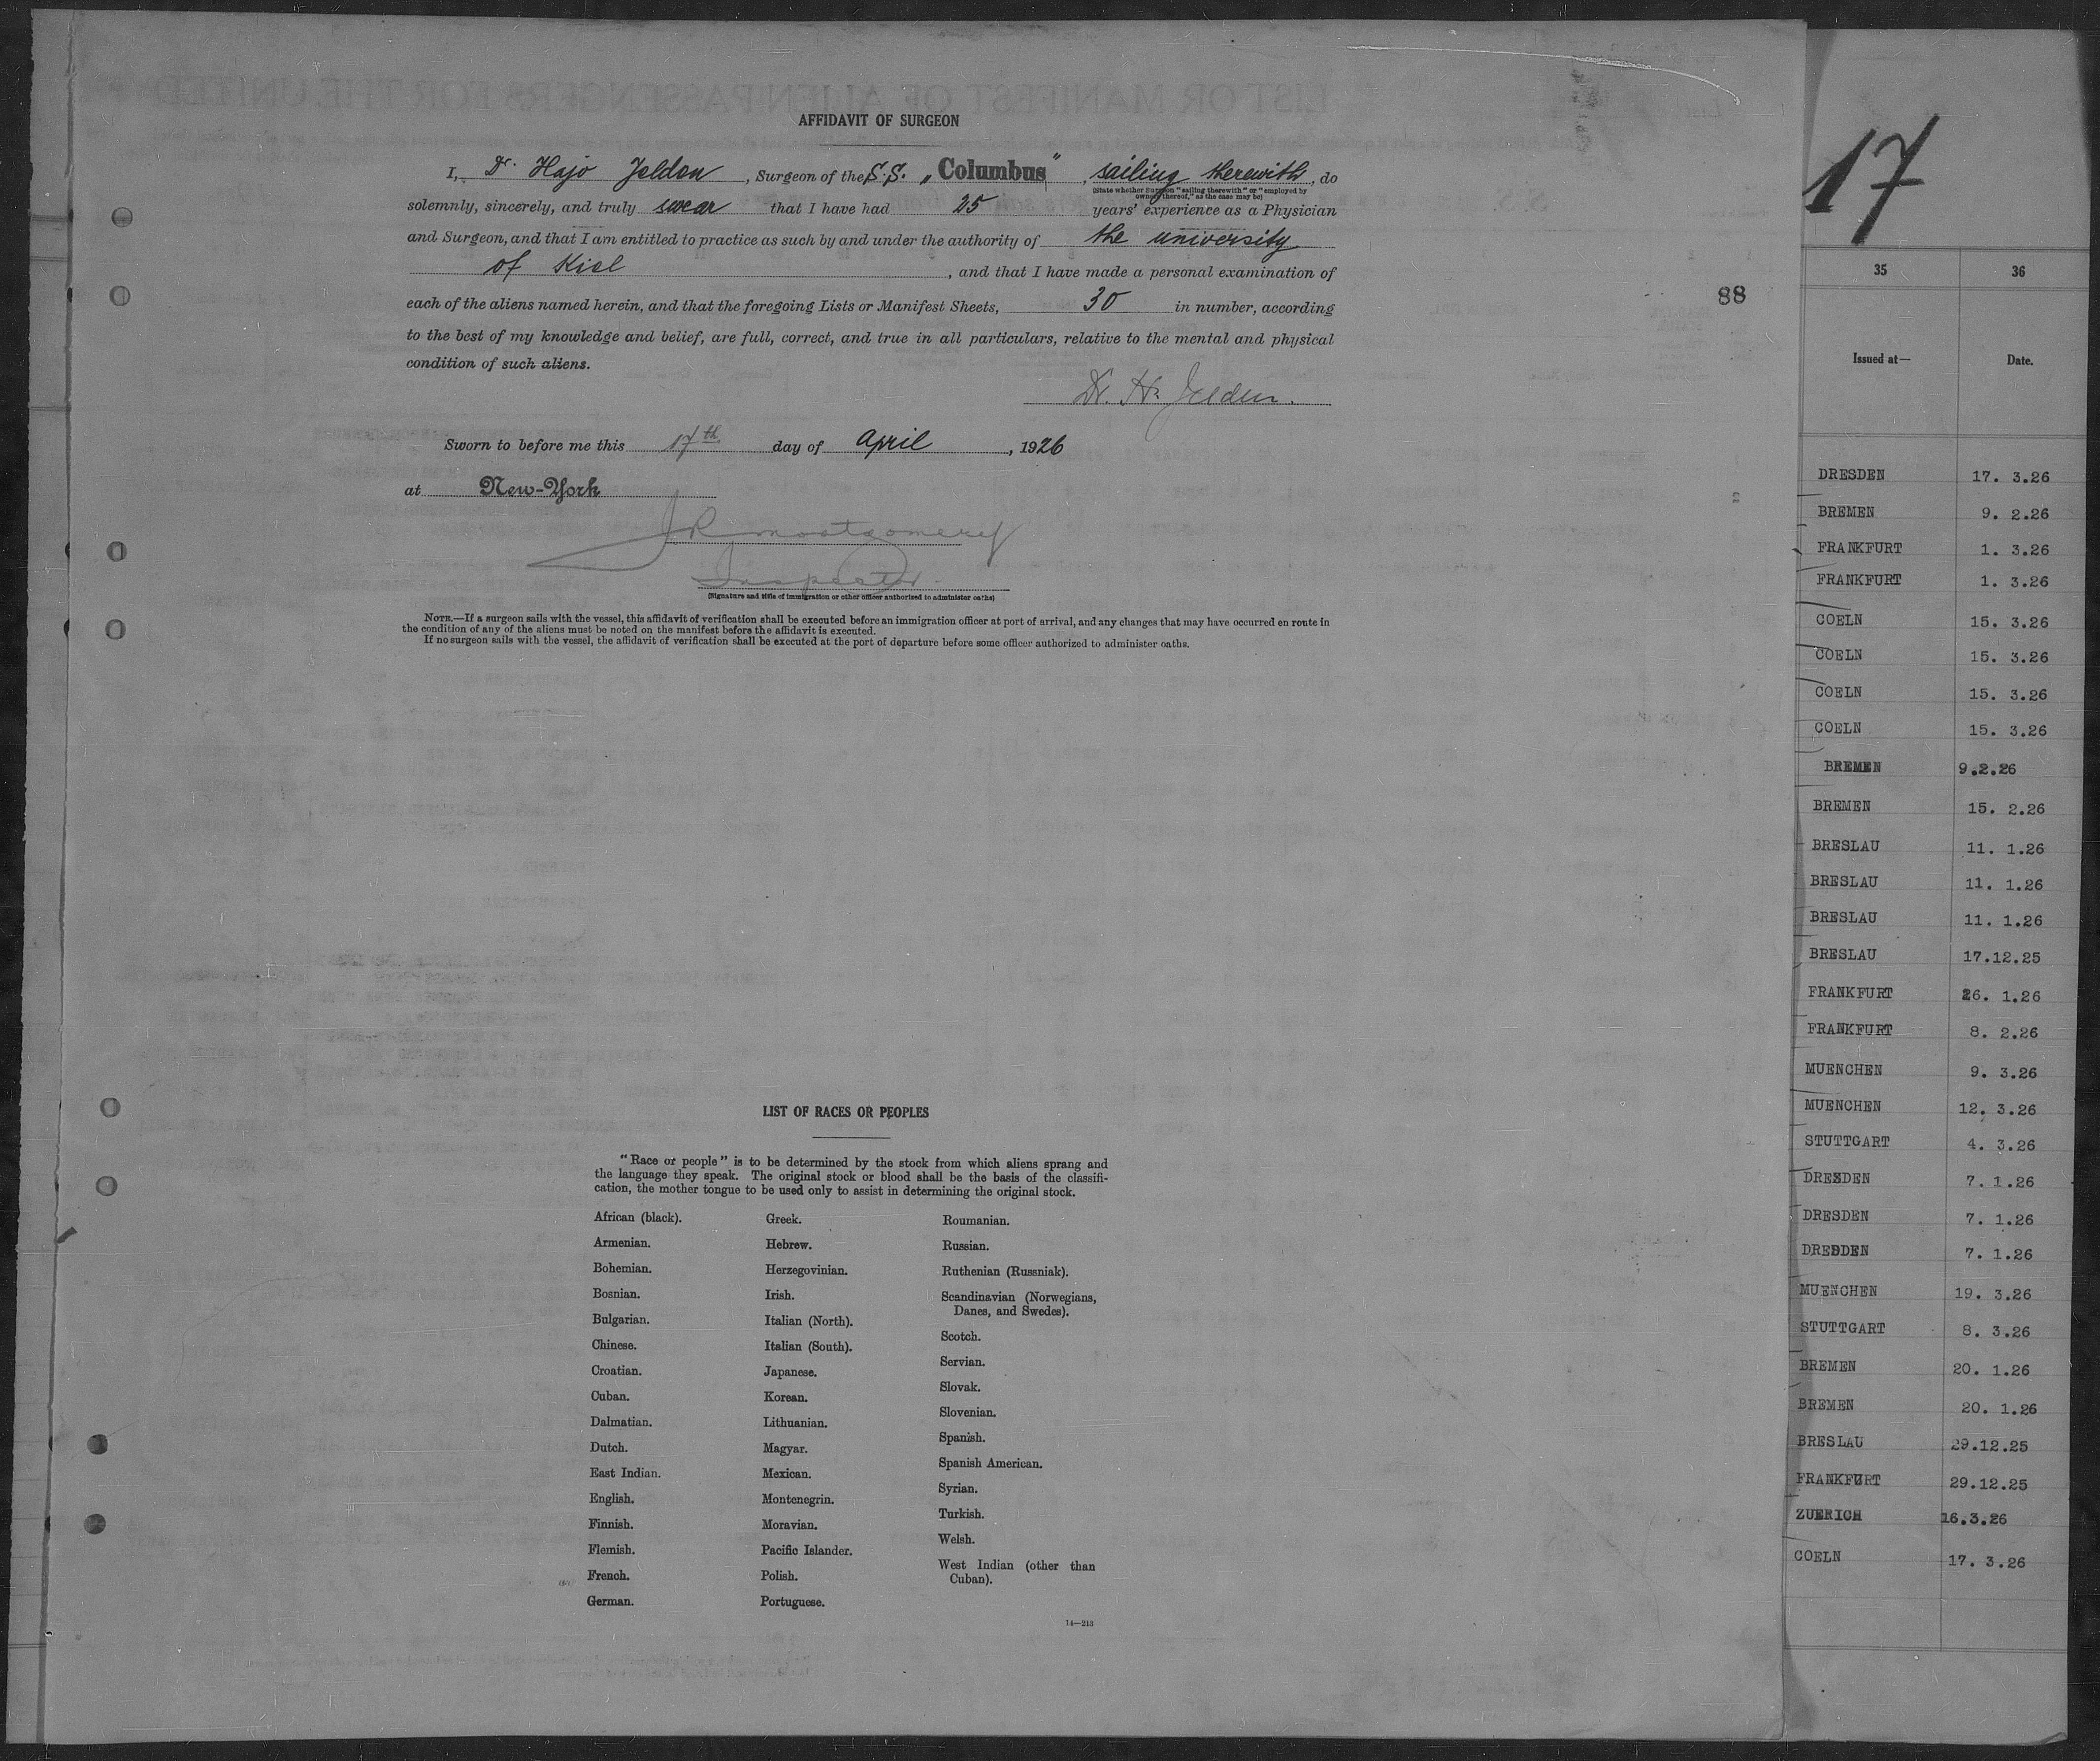 AFFIDAVIT OF SURGEON
I, Dr. Hajo Jelden, Surgeon of the S.S. „Columbus", sailing therewith, do
(State whether Surgeon "sailing therewith" or "employed by
owners thereof," as the case may be)
solemnly, sincerely, and truly swear that I have had 25 years' experience as a Physician
and Surgeon, and that I am entitled to practice as such by and under the authority of the university
of Kiel, and that I have made a personal examination of
each of the aliens named herein, and that the foregoing Lists or Manifest Sheets, 30 in number, according
to the best of my knowledge and belief, are full, correct, and true in all particulars, relative to the mental and physical
condition of such aliens.
Dr. H. Jelden.
Sworn to before me this 17th day of April, 1926
at New-York
J R Montgomery
Inspector.
(Signature and title of immigration or other officer authorized to administer oaths)
NOTE.—If a surgeon sails with the vessel, this affidavit of verification shall be executed before an immigration officer at port of arrival, and any changes that may have occurred en route in
the condition of any of the aliens must be noted on the manifest before the affidavit is executed.
If no surgeon sails with the vessel, the affidavit of verification shall be executed at the port of departure before some officer authorized to administer oaths.
88
LIST OF RACES OR PEOPLES
"Race or people" is to be determined by the stock from which aliens sprang and
the language they speak. The original stock or blood shall be the basis of the classifi-
cation, the mother tongue to be used only to assist in determining the original stock.
African (black).
Armenian.
Bohemian.
Bosnian.
Bulgarian.
Chinese.
Croatian.
Cuban.
Dalmatian.
Dutch.
East Indian.
English.
Finnish.
Flemish.
French.
German.
Greek.
Hebrew.
Herzegovinian.
Irish.
Italian (North).
Italian (South).
Japanese.
Korean.
Lithuanian.
Magyar.
Mexican.
Montenegrin.
Moravian.
Pacific Islander.
Polish.
Portuguese.
Roumanian.
Russian.
Ruthenian (Russniak).
Scandinavian (Norwegians,
Danes, and Swedes).
Scotch.
Servian.
Slovak.
Slovenian.
Spanish.
Spanish American.
Syrian.
Turkish.
Welsh.
West Indian (other than
Cuban).
14—213
17
35 36
Issued at— Date.
DRESDEN 17. 3.26
BREMEN 9. 2.26
FRANKFURT 1. 3.26
FRANKFURT 1. 3.26
COELN 15. 3.26
COELN 15. 3.26
COELN 15. 3.26
COELN 15. 3.26
BREMEN 9.2.26
BREMEN 15. 2.26
BRESLAU 11. 1.26
BRESLAU 11. 1.26
BRESLAU 11. 1.26
BRESLAU 17.12.25
FRANKFURT 26. 1.26
FRANKFURT 8. 2.26
MUENCHEN 9. 3.26
MUENCHEN 12. 3.26
STUTTGART 4. 3.26
DRESDEN 7. 1.26
DRESDEN 7. 1.26
DRESDEN 7. 1.26
MUENCHEN 19. 3.26
STUTTGART 8. 3.26
BREMEN 20. 1.26
BREMEN 20. 1.26
BRESLAU 29.12.25
FRANKFURT 29.12.25
ZUERICH 16.3.26
COELN 17. 3.26